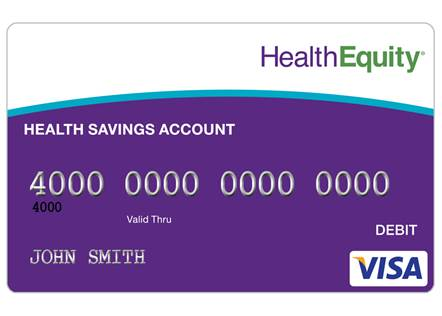 HealthEquity®
HEALTH SAVINGS ACCOUNT
4000 0000 0000 0000
4000
Valid Thru
DEBIT
JOHN SMITH
VISA